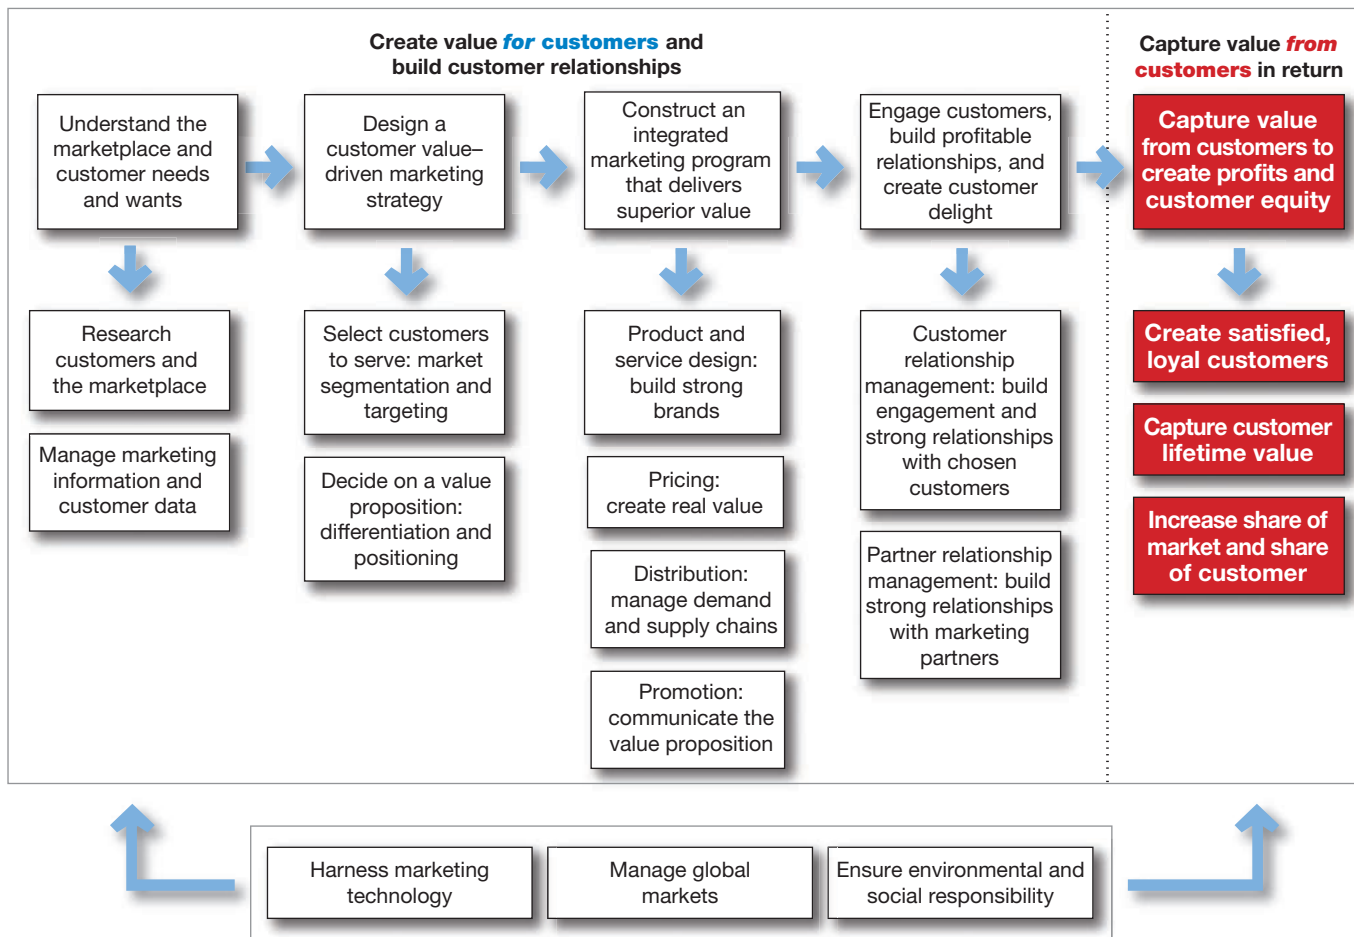 Create value for customers and
build customer relationships
Capture value from
customers in return
Understand the
marketplace and
customer needs
and wants
Design a
customer value–
driven marketing
strategy
Construct an
integrated
marketing program
that delivers
superior value
Engage customers,
build profitable
relationships, and
create customer
delight
Capture value
from customers to
create profits and
customer equity
Research
customers and
the marketplace
Manage marketing
information and
customer data
Select customers
to serve: market
segmentation and
targeting
Decide on a value
proposition:
differentiation and
positioning
Product and
service design:
build strong
brands
Pricing:
create real value
Distribution:
manage demand
and supply chains
Promotion:
communicate the
value proposition
Customer
relationship
management: build
engagement and
strong relationships
with chosen
customers
Partner relationship
management: build
strong relationships
with marketing
partners
Create satisfied,
loyal customers
Capture customer
lifetime value
Increase share of
market and share
of customer
Harness marketing
technology
Manage global
markets
Ensure environmental and
social responsibility